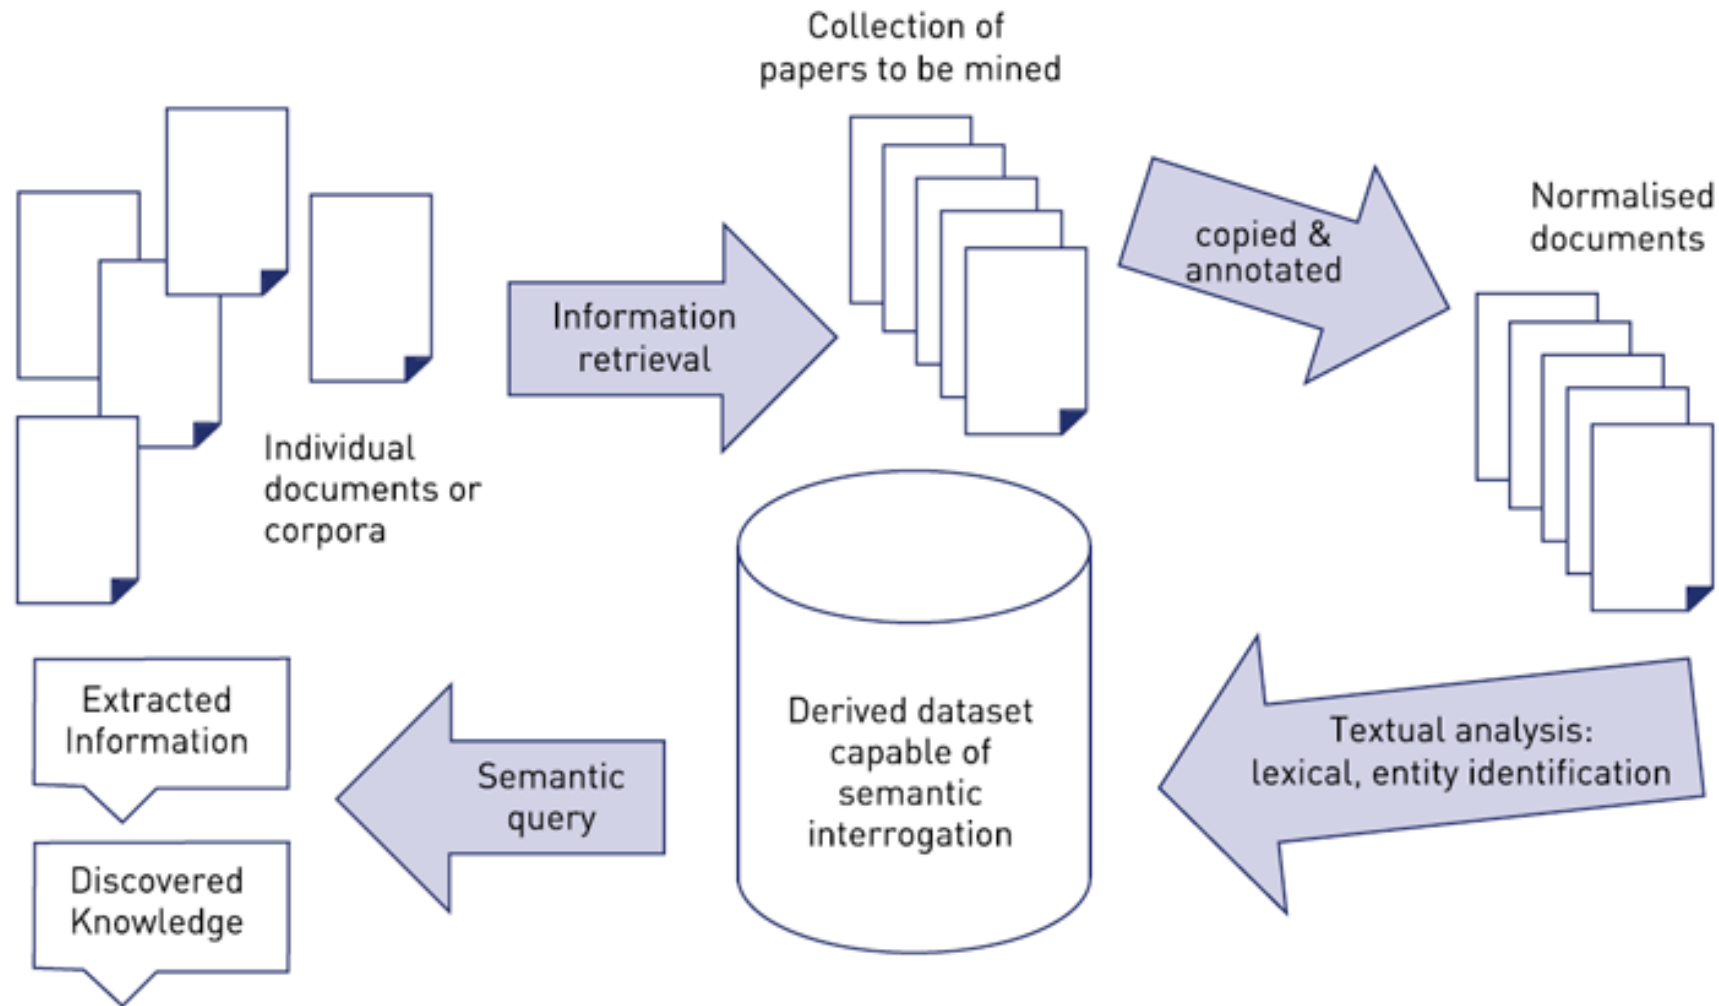 Collection of
papers to be mined
Individual
documents or
corpora
Information
retrieval
copied &
annotated
Normalised
documents
Textual analysis:
lexical, entity identification
Derived dataset
capable of
semantic
interrogation
Semantic
query
Extracted
Information
Discovered
Knowledge